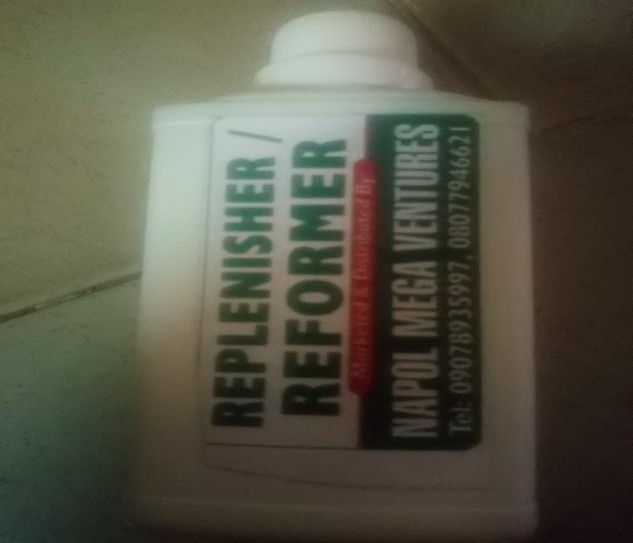 REPLENISHER /
REFORMER
Marketed & Distributed By
NAPOL MEGA VENTURES
Tel: 09078935997, 08077946621